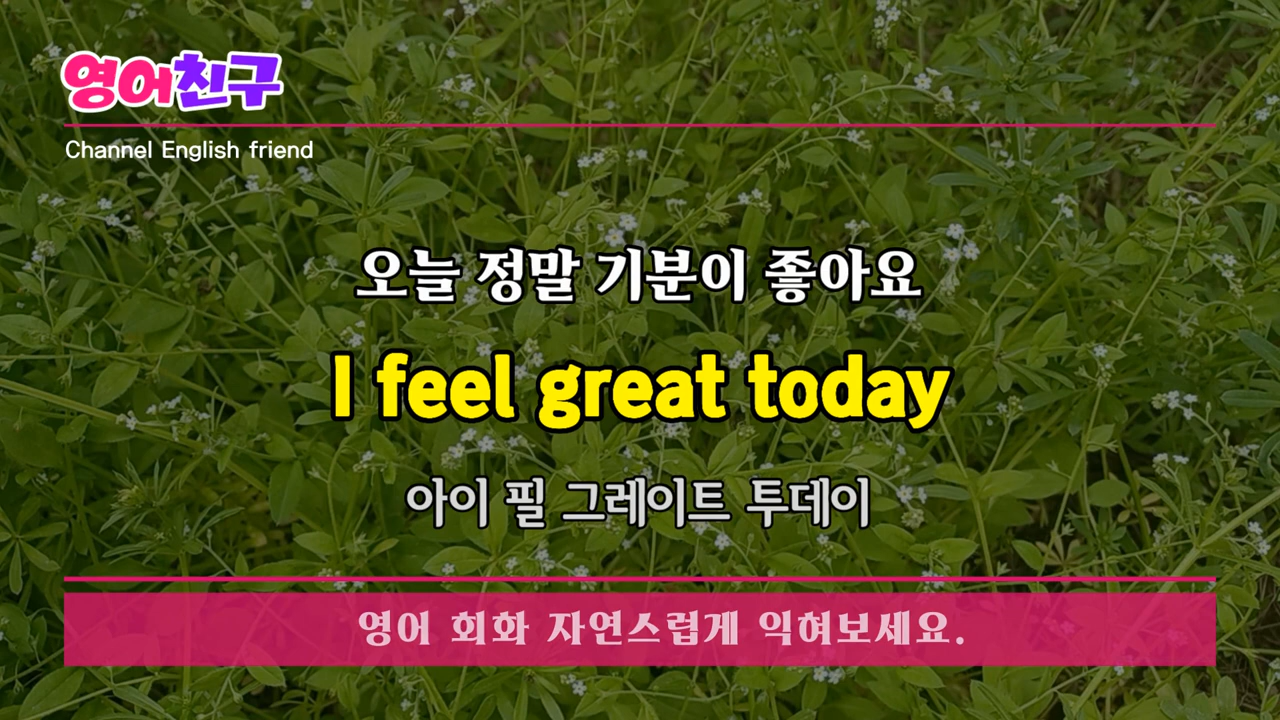 영어친구
Channel English friend
오늘 정말 기분이 좋아요
I feel great today
아이 필 그레이트 투데이
영어 회화 자연스럽게 익혀보세요.